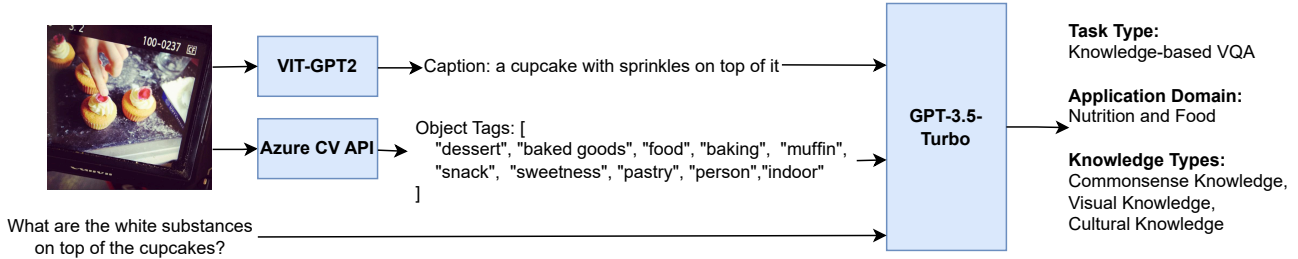 3. 2
100-0237 CF
VIT-GPT2
Caption: a cupcake with sprinkles on top of it
Azure CV API
Object Tags: [
"dessert", "baked goods", "food", "baking", "muffin",
"snack", "sweetness", "pastry", "person","indoor"
]
What are the white substances
on top of the cupcakes?
GPT-3.5-
Turbo
Task Type:
Knowledge-based VQA
Application Domain:
Nutrition and Food
Knowledge Types:
Commonsense Knowledge,
Visual Knowledge,
Cultural Knowledge